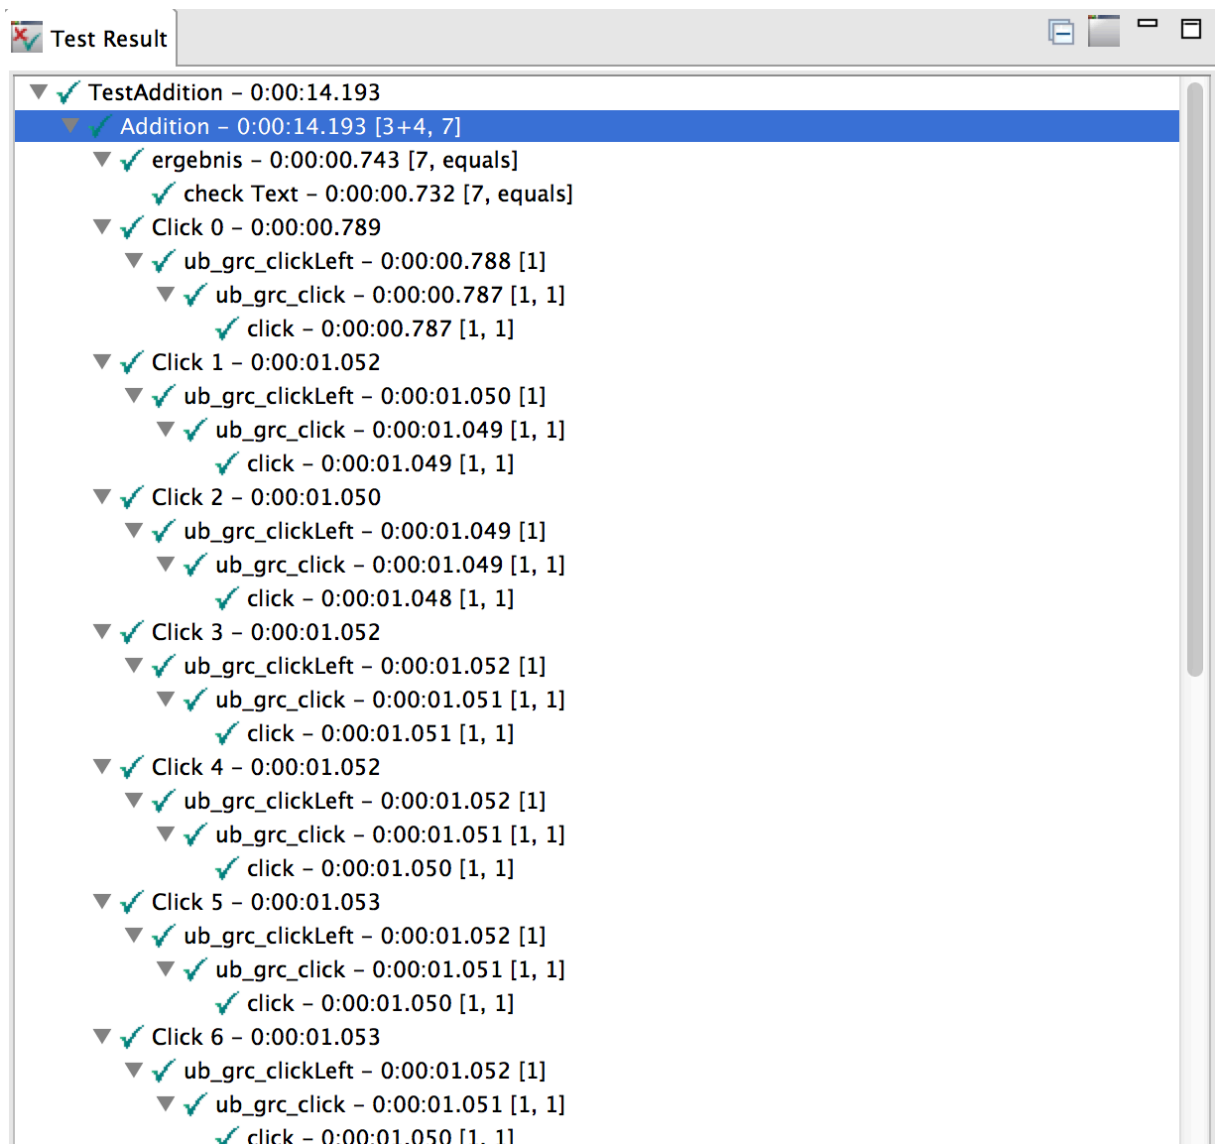 Test Result
TestAddition – 0:00:14.193
Addition – 0:00:14.193 [3+4, 7]
ergebnis – 0:00:00.743 [7, equals]
check Text – 0:00:00.732 [7, equals]
Click 0 – 0:00:00.789
ub_grc_clickLeft – 0:00:00.788 [1]
ub_grc_click – 0:00:00.787 [1, 1]
click – 0:00:00.787 [1, 1]
Click 1 – 0:00:01.052
ub_grc_clickLeft – 0:00:01.050 [1]
ub_grc_click – 0:00:01.049 [1, 1]
click – 0:00:01.049 [1, 1]
Click 2 – 0:00:01.050
ub_grc_clickLeft – 0:00:01.049 [1]
ub_grc_click – 0:00:01.049 [1, 1]
click – 0:00:01.048 [1, 1]
Click 3 – 0:00:01.052
ub_grc_clickLeft – 0:00:01.052 [1]
ub_grc_click – 0:00:01.051 [1, 1]
click – 0:00:01.051 [1, 1]
Click 4 – 0:00:01.052
ub_grc_clickLeft – 0:00:01.052 [1]
ub_grc_click – 0:00:01.051 [1, 1]
click – 0:00:01.050 [1, 1]
Click 5 – 0:00:01.053
ub_grc_clickLeft – 0:00:01.052 [1]
ub_grc_click – 0:00:01.051 [1, 1]
click – 0:00:01.050 [1, 1]
Click 6 – 0:00:01.053
ub_grc_clickLeft – 0:00:01.052 [1]
ub_grc_click – 0:00:01.051 [1, 1]
click – 0:00:01.050 [1, 1]